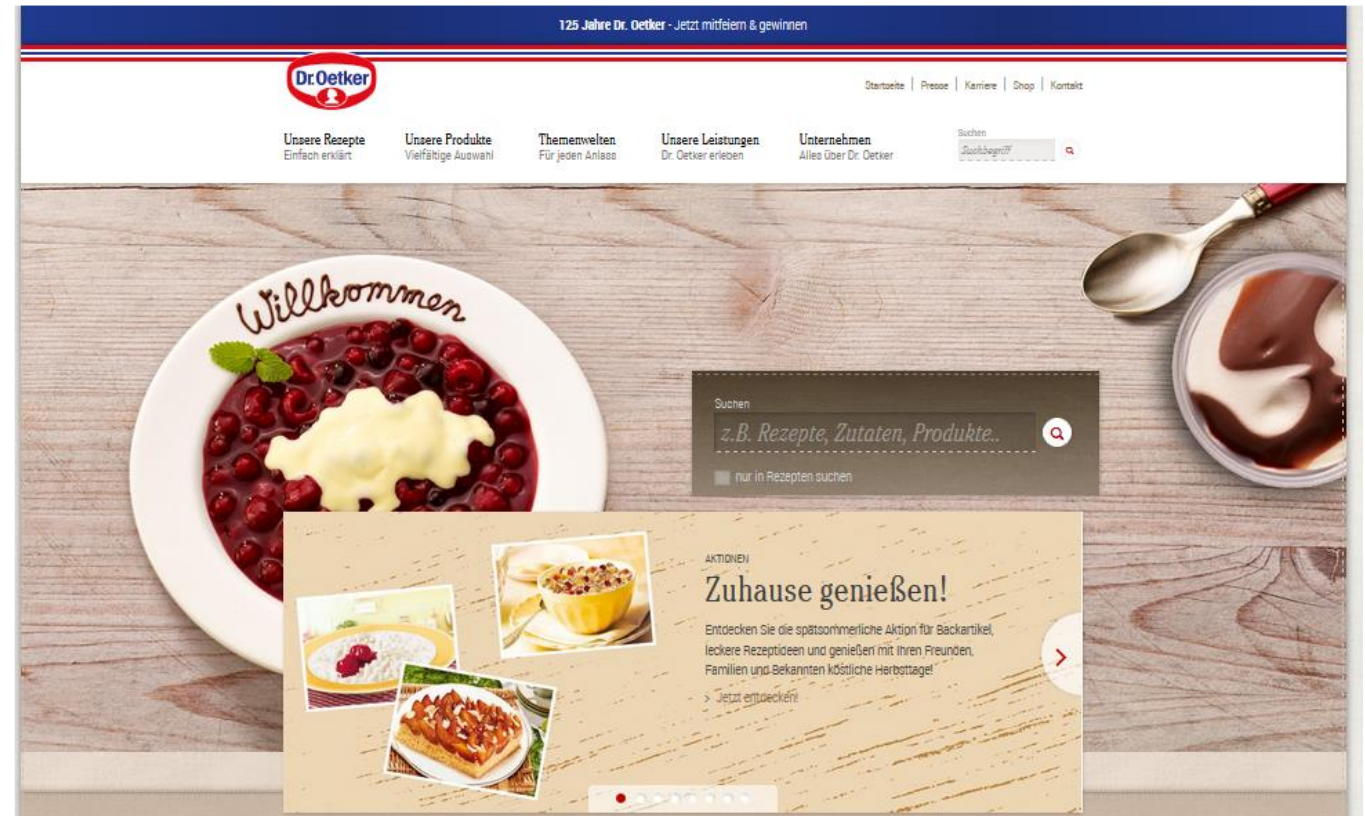 125 Jahre Dr. Oetker - Jetzt mitfeiern & gewinnen
Dr. Oetker
Startseite | Presse | Karriere | Shop | Kontakt
Unsere Rezepte
Einfach erklärt
Unsere Produkte
Vielfältige Auswahl
Themenwelten
Für jeden Anlass
Unsere Leistungen
Dr. Oetker erleben
Unternehmen
Alles über Dr. Oetker
Suchen
Suchbegriff
Willkommen
Suchen
z.B. Rezepte, Zutaten, Produkte..
nur in Rezepten suchen
AKTIONEN
Zuhause genießen!
Entdecken Sie die spätsommerliche Aktion für Backartikel,
leckere Rezeptideen und genießen mit Ihren Freunden,
Familien und Bekannten köstliche Herbsttage!
> Jetzt entdecken!